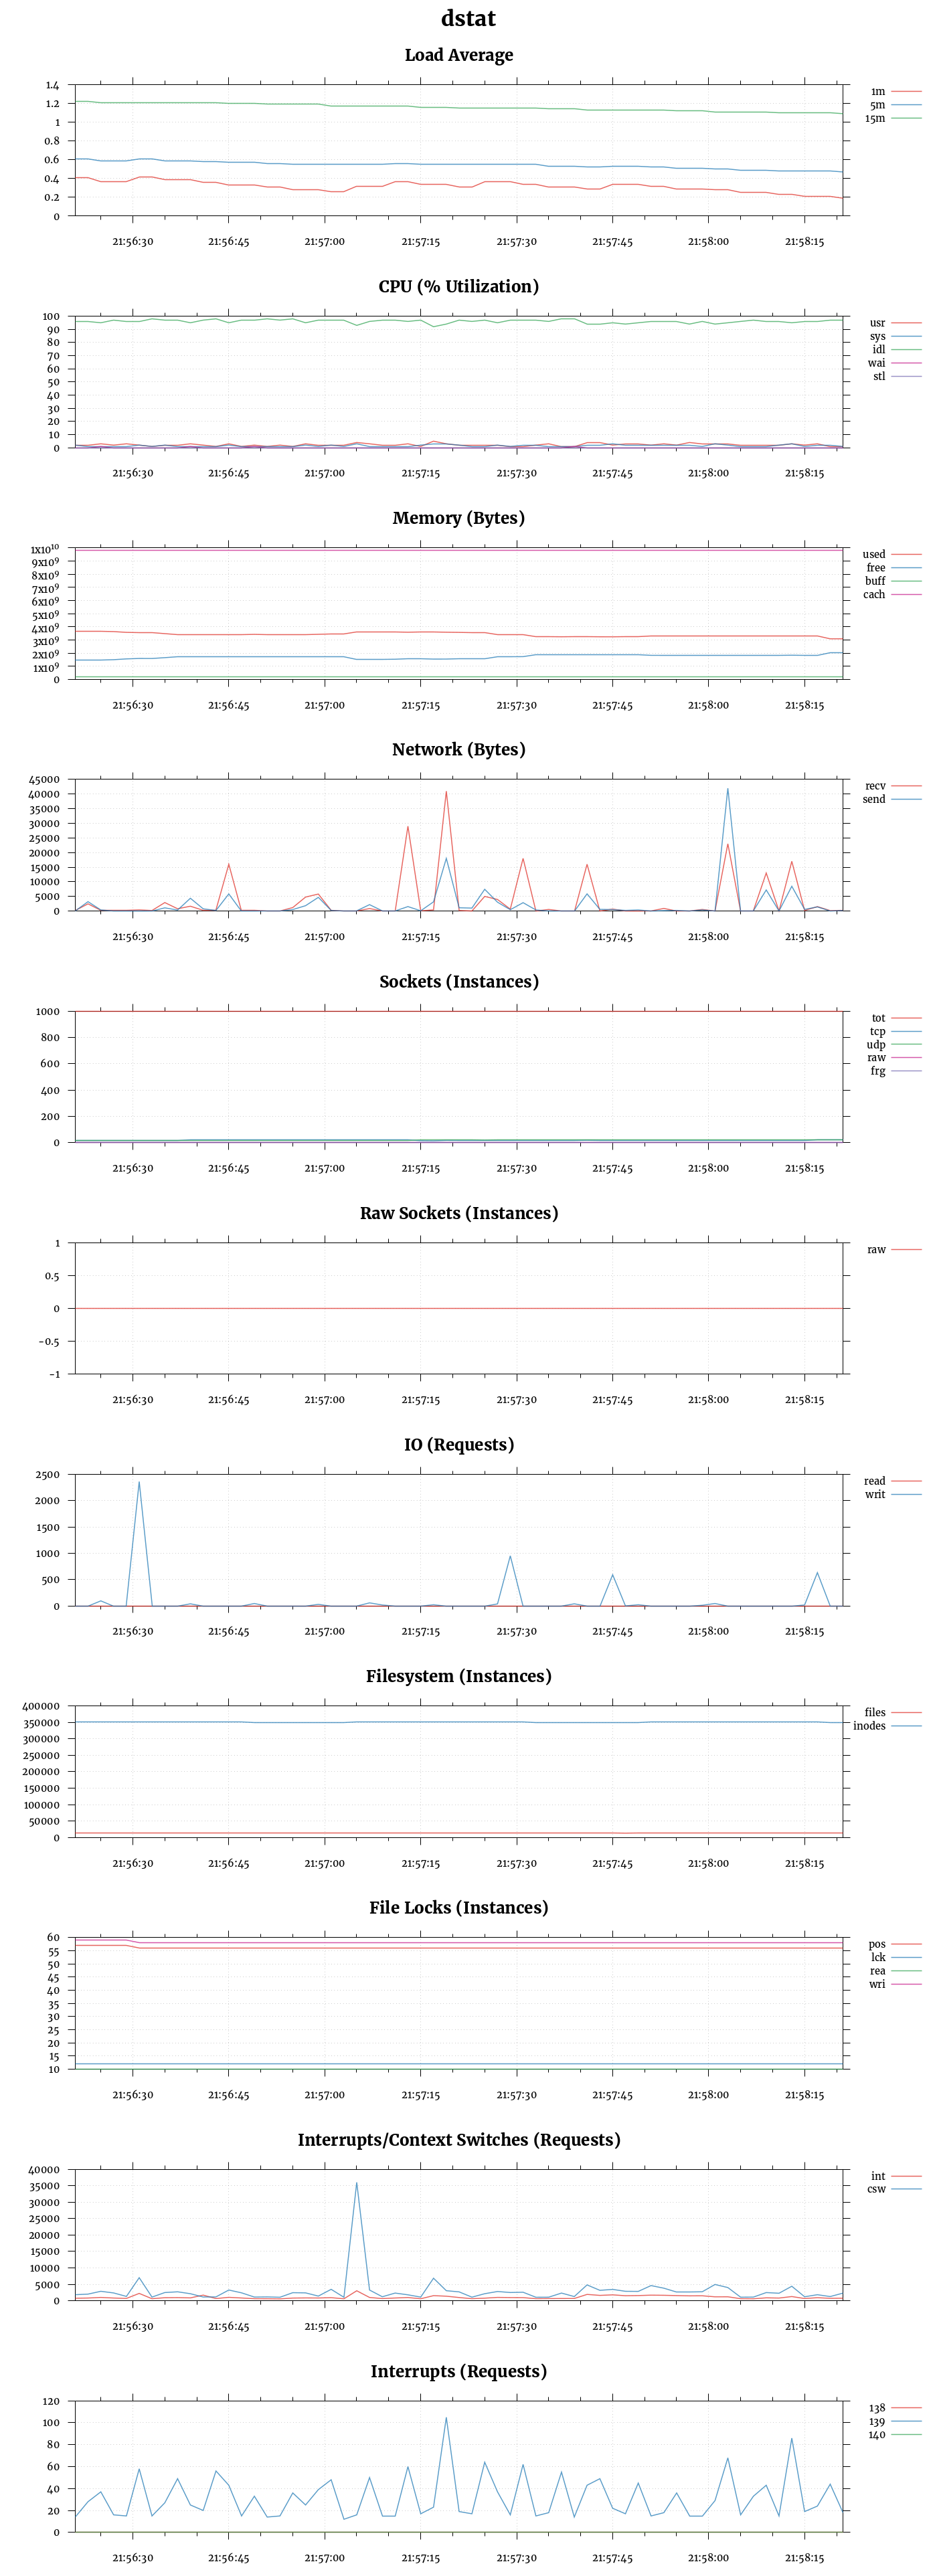 dstat
Load Average
1.4
1.2
1
0.8
0.6
0.4
0.2
0
21:56:30 21:56:45 21:57:00 21:57:15 21:57:30 21:57:45 21:58:00 21:58:15
1m
5m
15m
CPU (% Utilization)
100
90
80
70
60
50
40
30
20
10
0
21:56:30 21:56:45 21:57:00 21:57:15 21:57:30 21:57:45 21:58:00 21:58:15
usr
sys
idl
wai
stl
Memory (Bytes)
1x10¹⁰
9x10⁹
8x10⁹
7x10⁹
6x10⁹
5x10⁹
4x10⁹
3x10⁹
2x10⁹
1x10⁹
0
21:56:30 21:56:45 21:57:00 21:57:15 21:57:30 21:57:45 21:58:00 21:58:15
used
free
buff
cach
Network (Bytes)
45000
40000
35000
30000
25000
20000
15000
10000
5000
0
21:56:30 21:56:45 21:57:00 21:57:15 21:57:30 21:57:45 21:58:00 21:58:15
recv
send
Sockets (Instances)
1000
800
600
400
200
0
21:56:30 21:56:45 21:57:00 21:57:15 21:57:30 21:57:45 21:58:00 21:58:15
tot
tcp
udp
raw
frg
Raw Sockets (Instances)
1
0.5
0
-0.5
-1
21:56:30 21:56:45 21:57:00 21:57:15 21:57:30 21:57:45 21:58:00 21:58:15
raw
IO (Requests)
2500
2000
1500
1000
500
0
21:56:30 21:56:45 21:57:00 21:57:15 21:57:30 21:57:45 21:58:00 21:58:15
read
writ
Filesystem (Instances)
400000
350000
300000
250000
200000
150000
100000
50000
0
21:56:30 21:56:45 21:57:00 21:57:15 21:57:30 21:57:45 21:58:00 21:58:15
files
inodes
File Locks (Instances)
60
55
50
45
40
35
30
25
20
15
10
21:56:30 21:56:45 21:57:00 21:57:15 21:57:30 21:57:45 21:58:00 21:58:15
pos
lck
rea
wri
Interrupts/Context Switches (Requests)
40000
35000
30000
25000
20000
15000
10000
5000
0
21:56:30 21:56:45 21:57:00 21:57:15 21:57:30 21:57:45 21:58:00 21:58:15
int
csw
Interrupts (Requests)
120
100
80
60
40
20
0
21:56:30 21:56:45 21:57:00 21:57:15 21:57:30 21:57:45 21:58:00 21:58:15
138
139
140